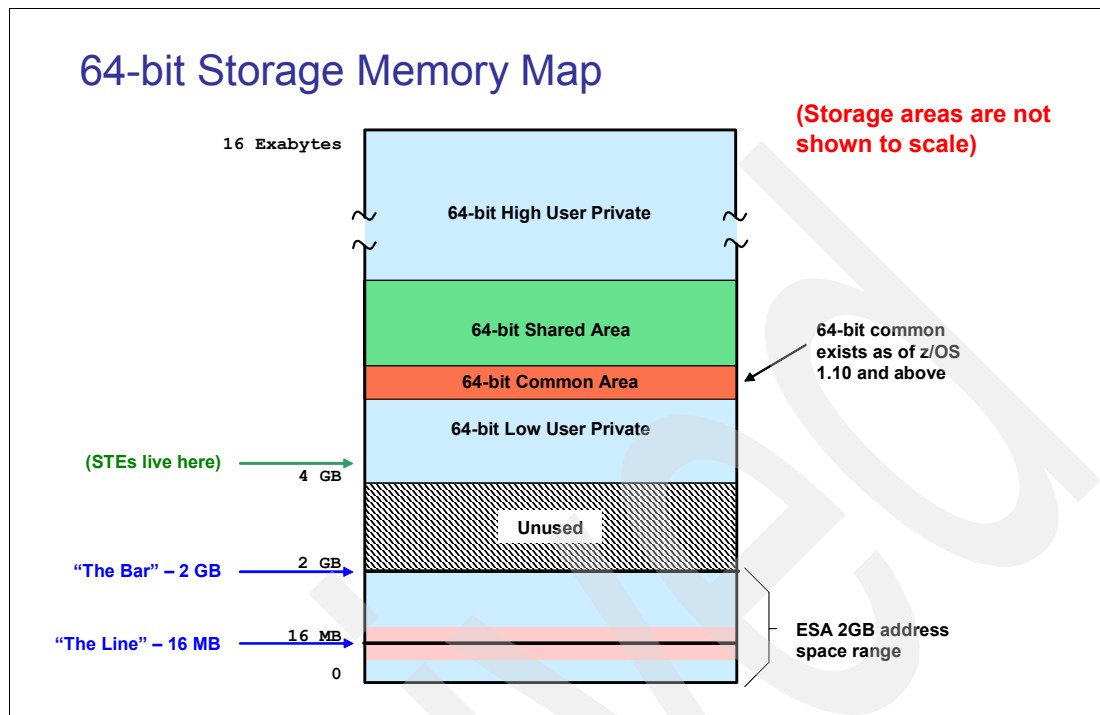 64-bit Storage Memory Map
(Storage areas are not
shown to scale)
16 Exabytes
64-bit High User Private
64-bit Shared Area
64-bit common
exists as of z/OS
1.10 and above
64-bit Common Area
64-bit Low User Private
(STEs live here)
4 GB
Unused
2 GB
“The Bar” – 2 GB
16 MB
“The Line” – 16 MB
ESA 2GB address
space range
0